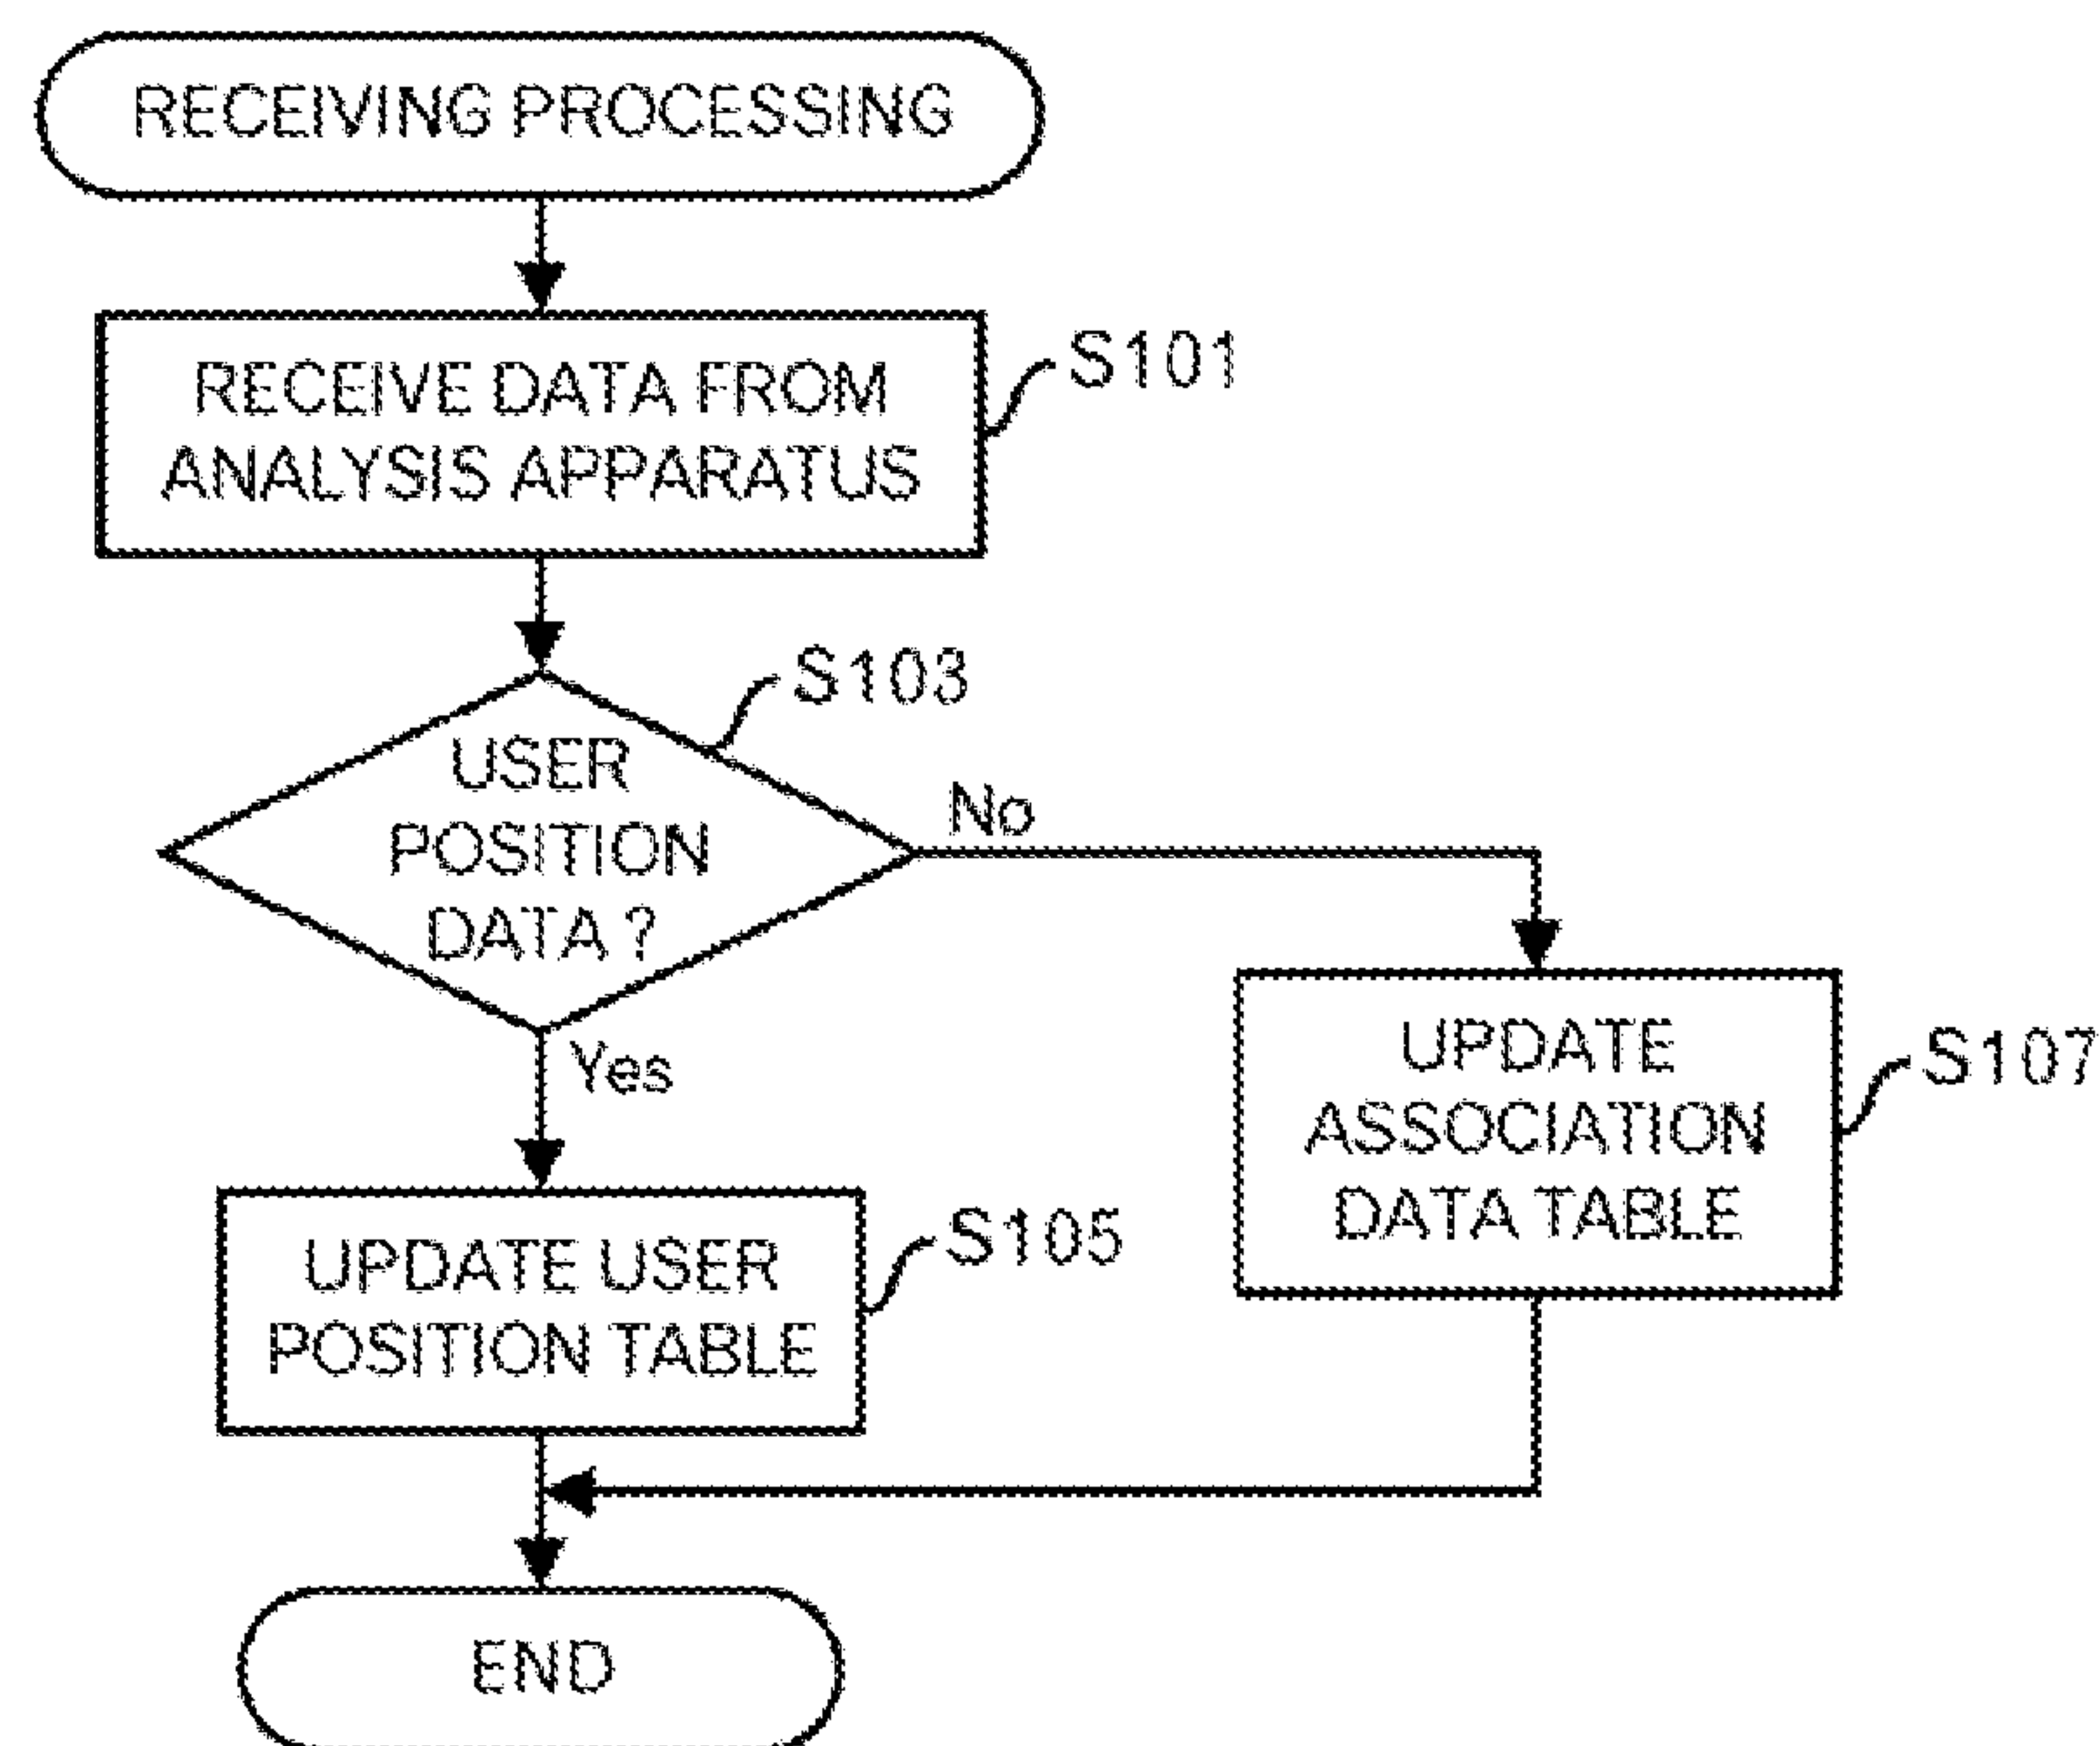 RECEIVING PROCESSING
RECEIVE DATA FROM
ANALYSIS APPARATUS
S101
S103
USER
POSITION
DATA ?
No
Yes
UPDATE
ASSOCIATION
DATA TABLE
S107
UPDATE USER
POSITION TABLE
S105
END